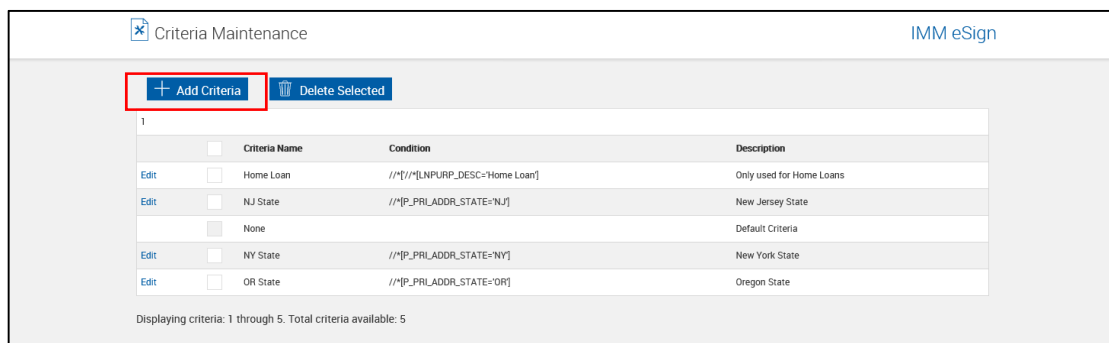 Criteria Maintenance IMM eSign
Add Criteria Delete Selected
1
Criteria Name Condition Description
Edit Home Loan //*['//*[LNPURP_DESC='Home Loan'] Only used for Home Loans
Edit NJ State //*[P_PRI_ADDR_STATE='NJ'] New Jersey State
None Default Criteria
Edit NY State //*[P_PRI_ADDR_STATE='NY'] New York State
Edit OR State //*[P_PRI_ADDR_STATE='OR'] Oregon State
Displaying criteria: 1 through 5. Total criteria available: 5